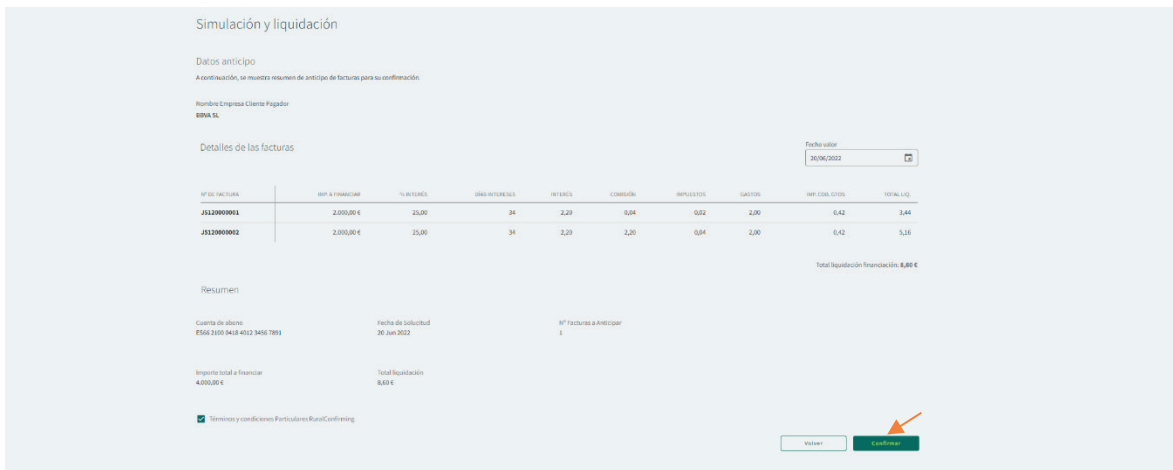 Simulación y liquidación
Datos anticipo
A continuación, se muestra resumen de anticipo de facturas para su confirmación.
Nombre Empresa Cliente Pagador
BBVA SL
Detalles de las facturas
Fecha valor
20/06/2022
Nº DE FACTURA IMP. A FINANCIAR % INTERÉS DÍAS INTERESES INTERÉS COMISIÓN IMPUESTOS GASTOS IMP. COB. OTOS. TOTAL LIQ.
JS120000001 2.000,00 € 25,00 34 2,20 0,04 0,02 2,00 0,42 3,44
JS120000002 2.000,00 € 25,00 34 2,20 2,20 0,04 2,00 0,42 5,16
Total liquidación financiación: 8,60 €
Resumen
Cuenta de abono Fecha de Solicitud Nº Facturas a Anticipar
ES66 2100 0418 4012 3456 7891 20 Jun 2022 1
Importe total a financiar Total liquidación
4.000,00 € 8,60 €
Términos y condiciones Particulares RuralConfirming
Volver Confirmar